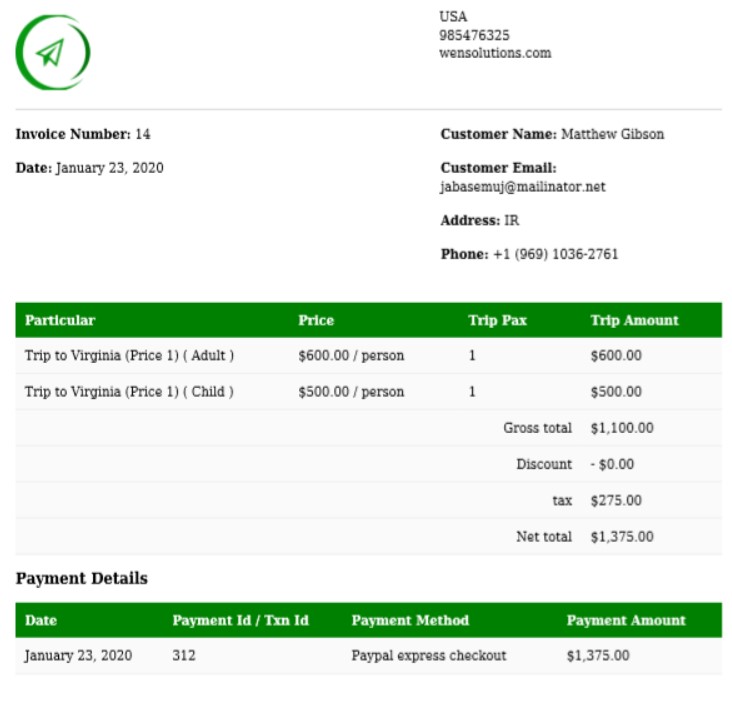 USA
985476325
wensolutions.com
Invoice Number: 14
Date: January 23, 2020
Customer Name: Matthew Gibson
Customer Email:
jabasemuj@mailinator.net
Address: IR
Phone: +1 (969) 1036-2761
Particular Price Trip Pax Trip Amount
Trip to Virginia (Price 1) ( Adult ) $600.00 / person 1 $600.00
Trip to Virginia (Price 1) ( Child ) $500.00 / person 1 $500.00
Gross total $1,100.00
Discount - $0.00
tax $275.00
Net total $1,375.00
Payment Details
Date Payment Id / Txn Id Payment Method Payment Amount
January 23, 2020 312 Paypal express checkout $1,375.00